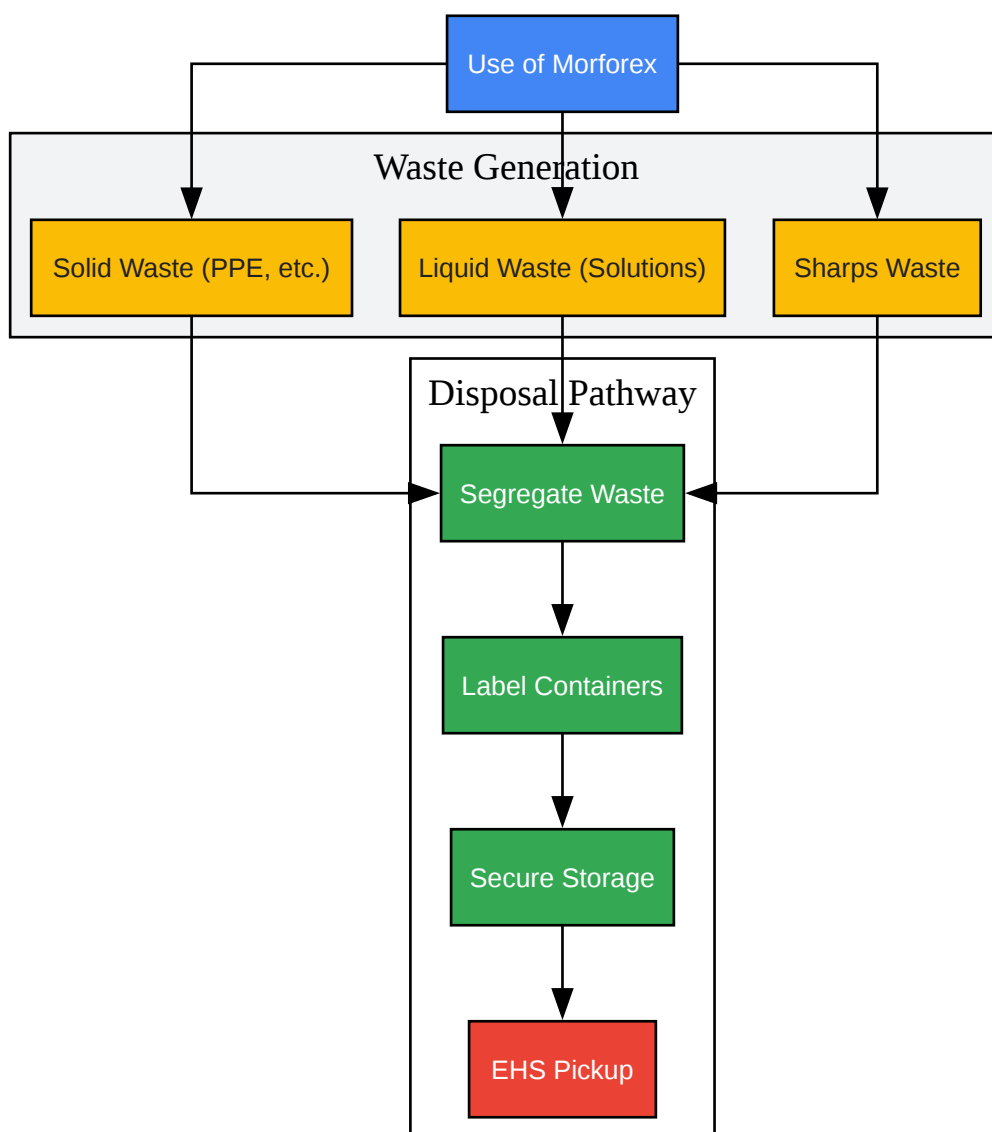 Use of Morforex
Waste Generation
Solid Waste (PPE, etc.)
Liquid Waste (Solutions)
Sharps Waste
Disposal Pathway
Segregate Waste
Label Containers
Secure Storage
EHS Pickup